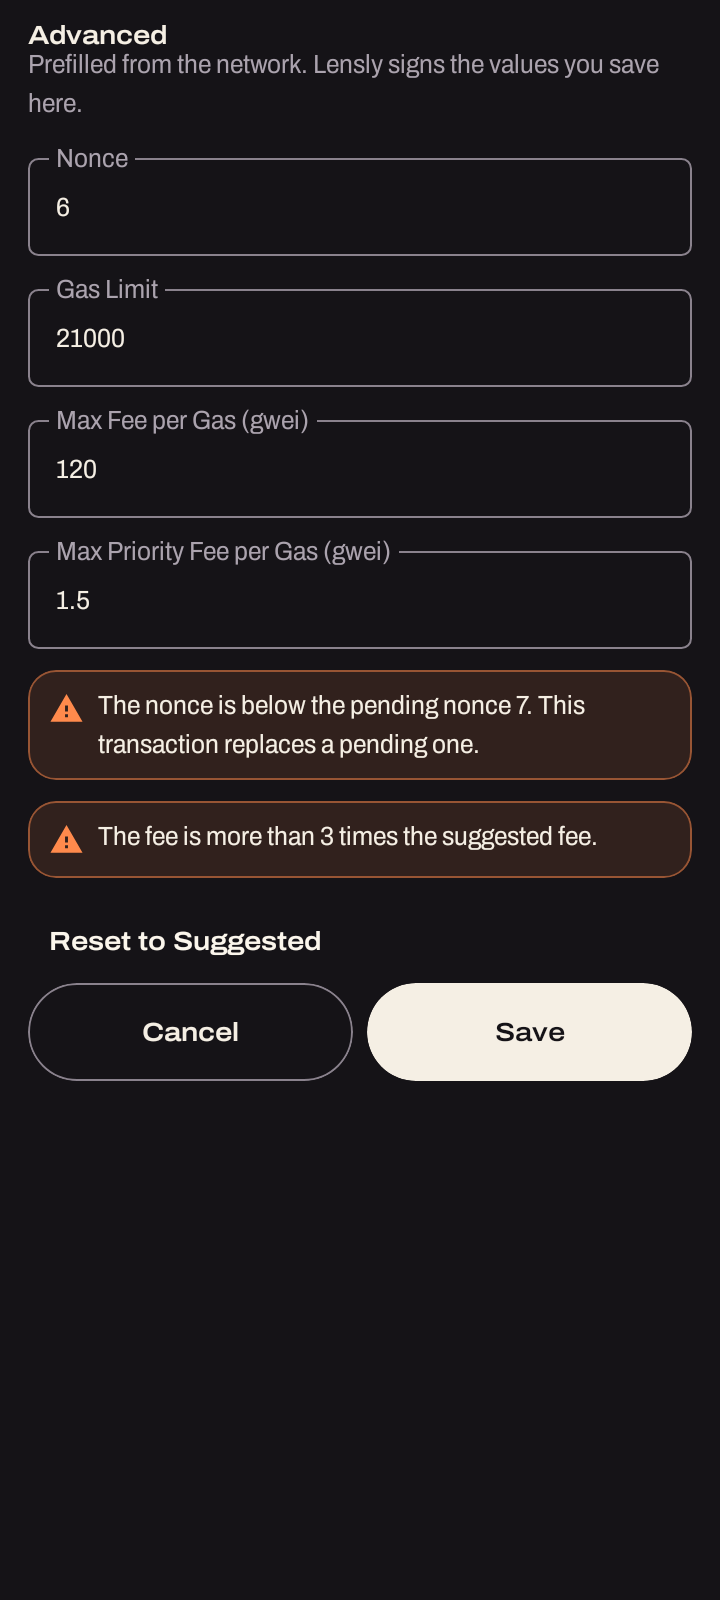 Advanced
Prefilled from the network. Lensly signs the values you save
here.
Nonce
6
Gas Limit
21000
Max Fee per Gas (gwei)
120
Max Priority Fee per Gas (gwei)
1.5
The nonce is below the pending nonce 7. This
transaction replaces a pending one.
The fee is more than 3 times the suggested fee.
Reset to Suggested
Cancel
Save